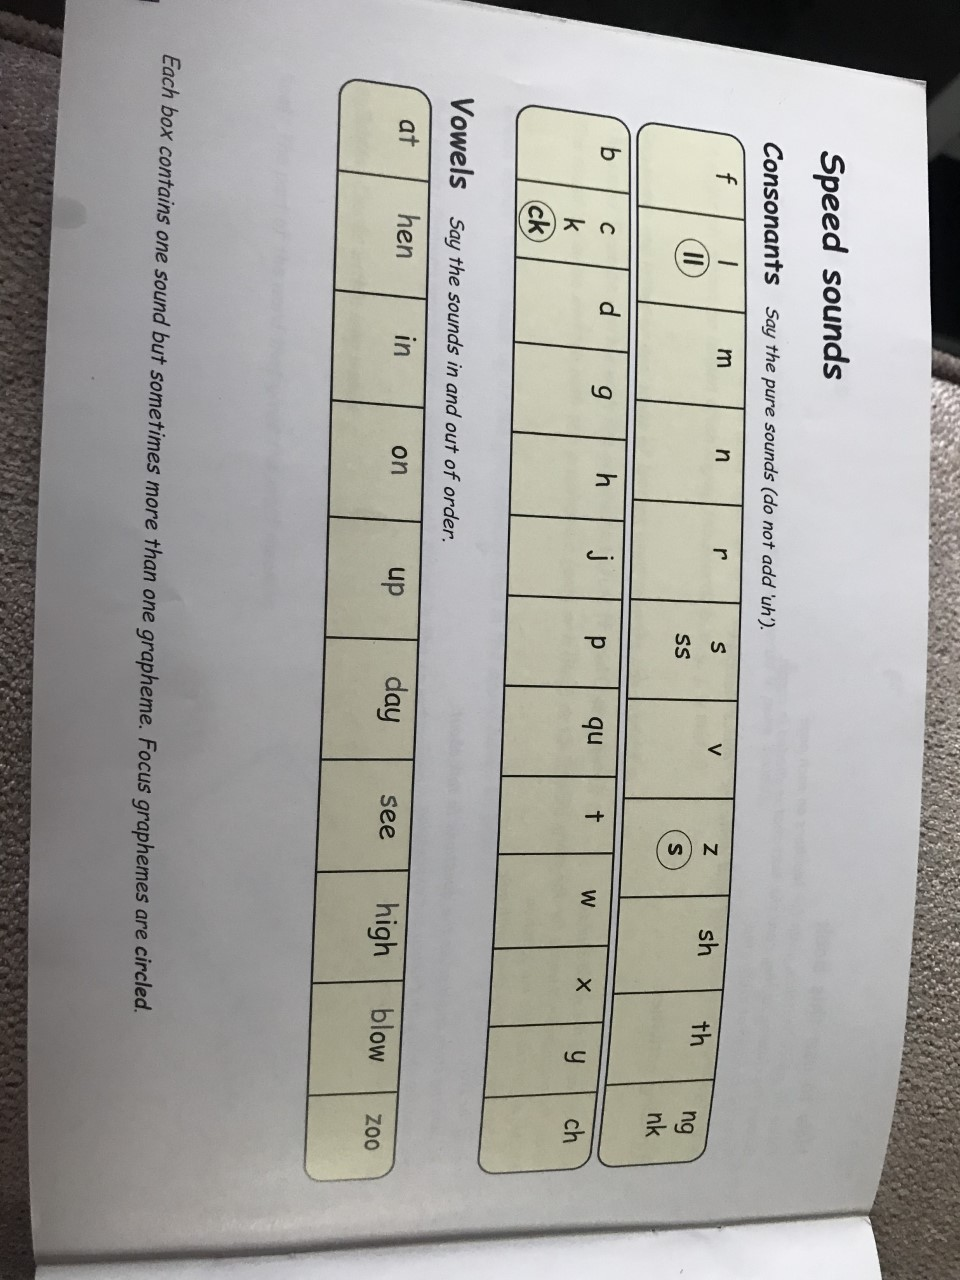 Speed sounds
Consonants Say the pure sounds (do not add 'uh').
f l m n r s v z sh th ng
ll ss s nk
b c d g h j p qu t w x y ch
k
ck
Vowels Say the sounds in and out of order.
at hen in on up day see high blow zoo
Each box contains one sound but sometimes more than one grapheme. Focus graphemes are circled.